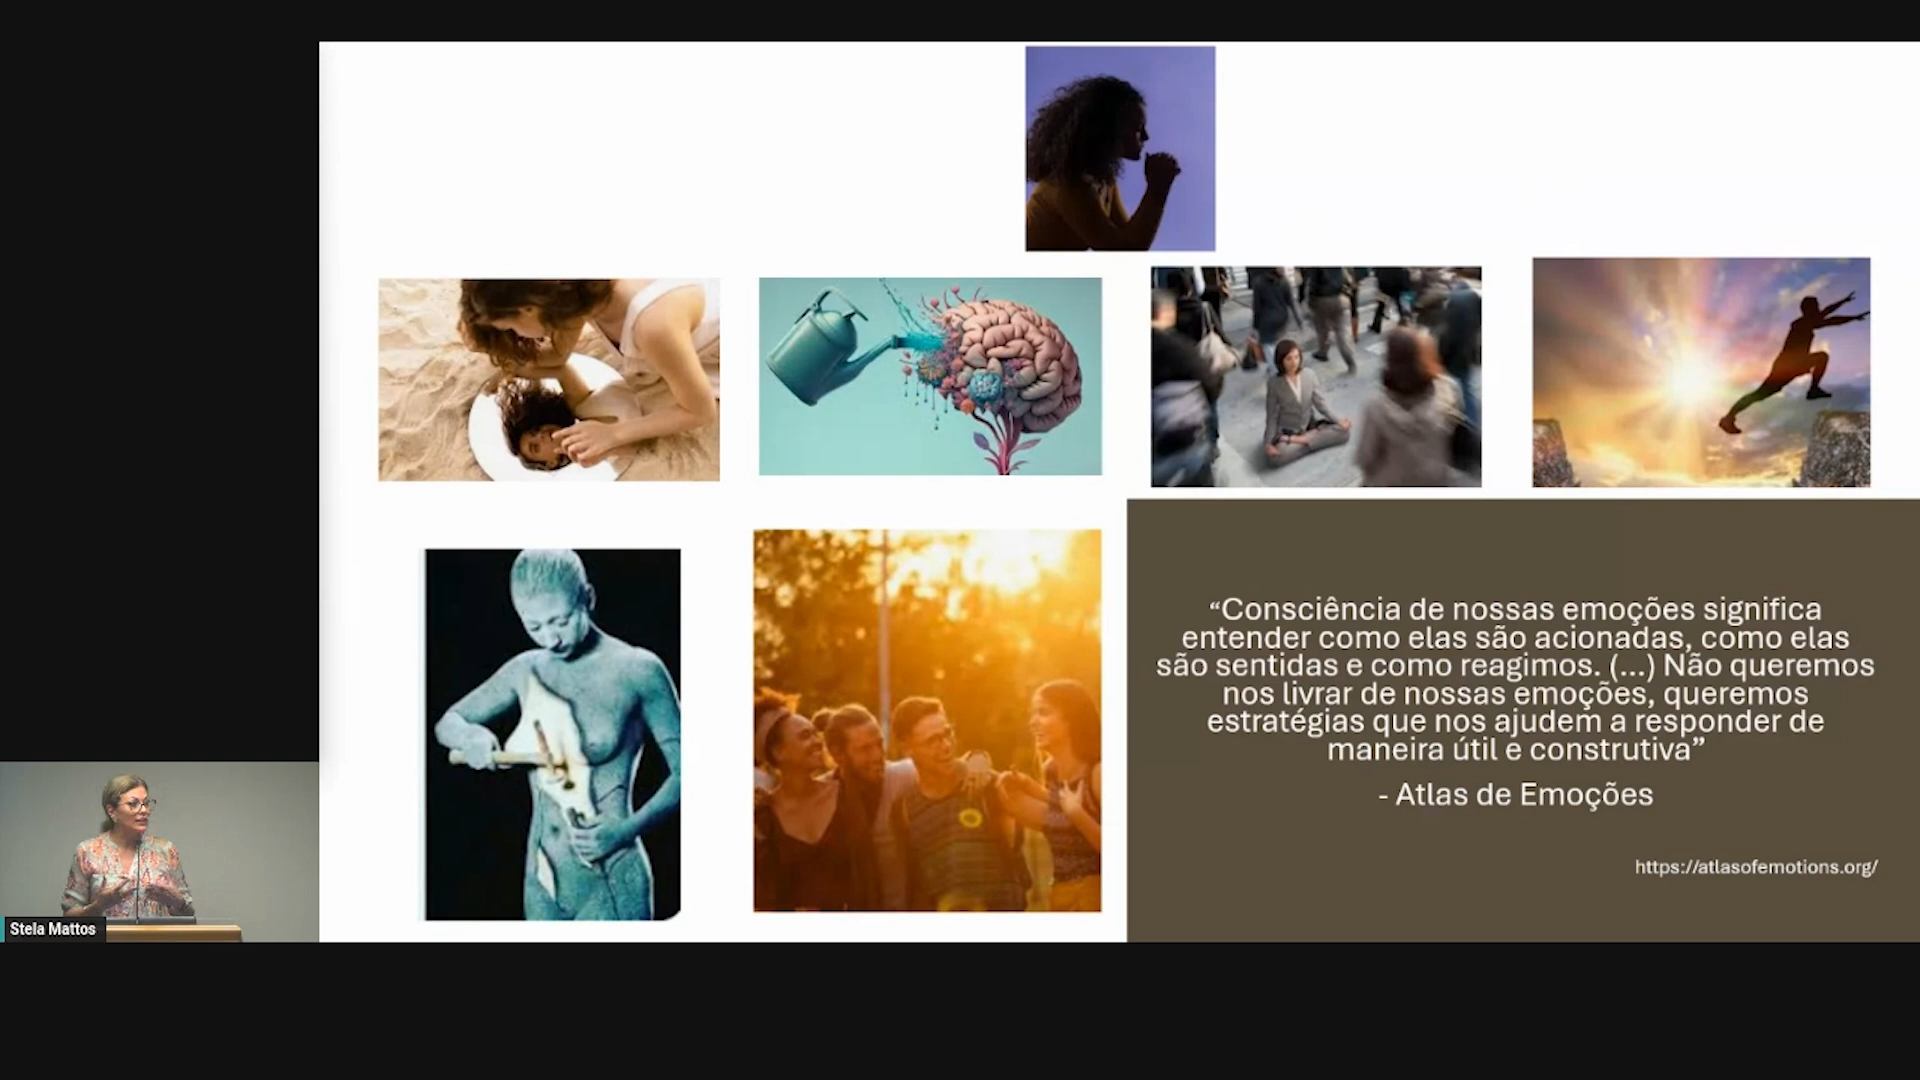 “Consciência de nossas emoções significa
entender como elas são acionadas, como elas
são sentidas e como reagimos. (...) Não queremos
nos livrar de nossas emoções, queremos
estratégias que nos ajudem a responder de
maneira útil e construtiva”
- Atlas de Emoções
https://atlasofemotions.org/
Stela Mattos